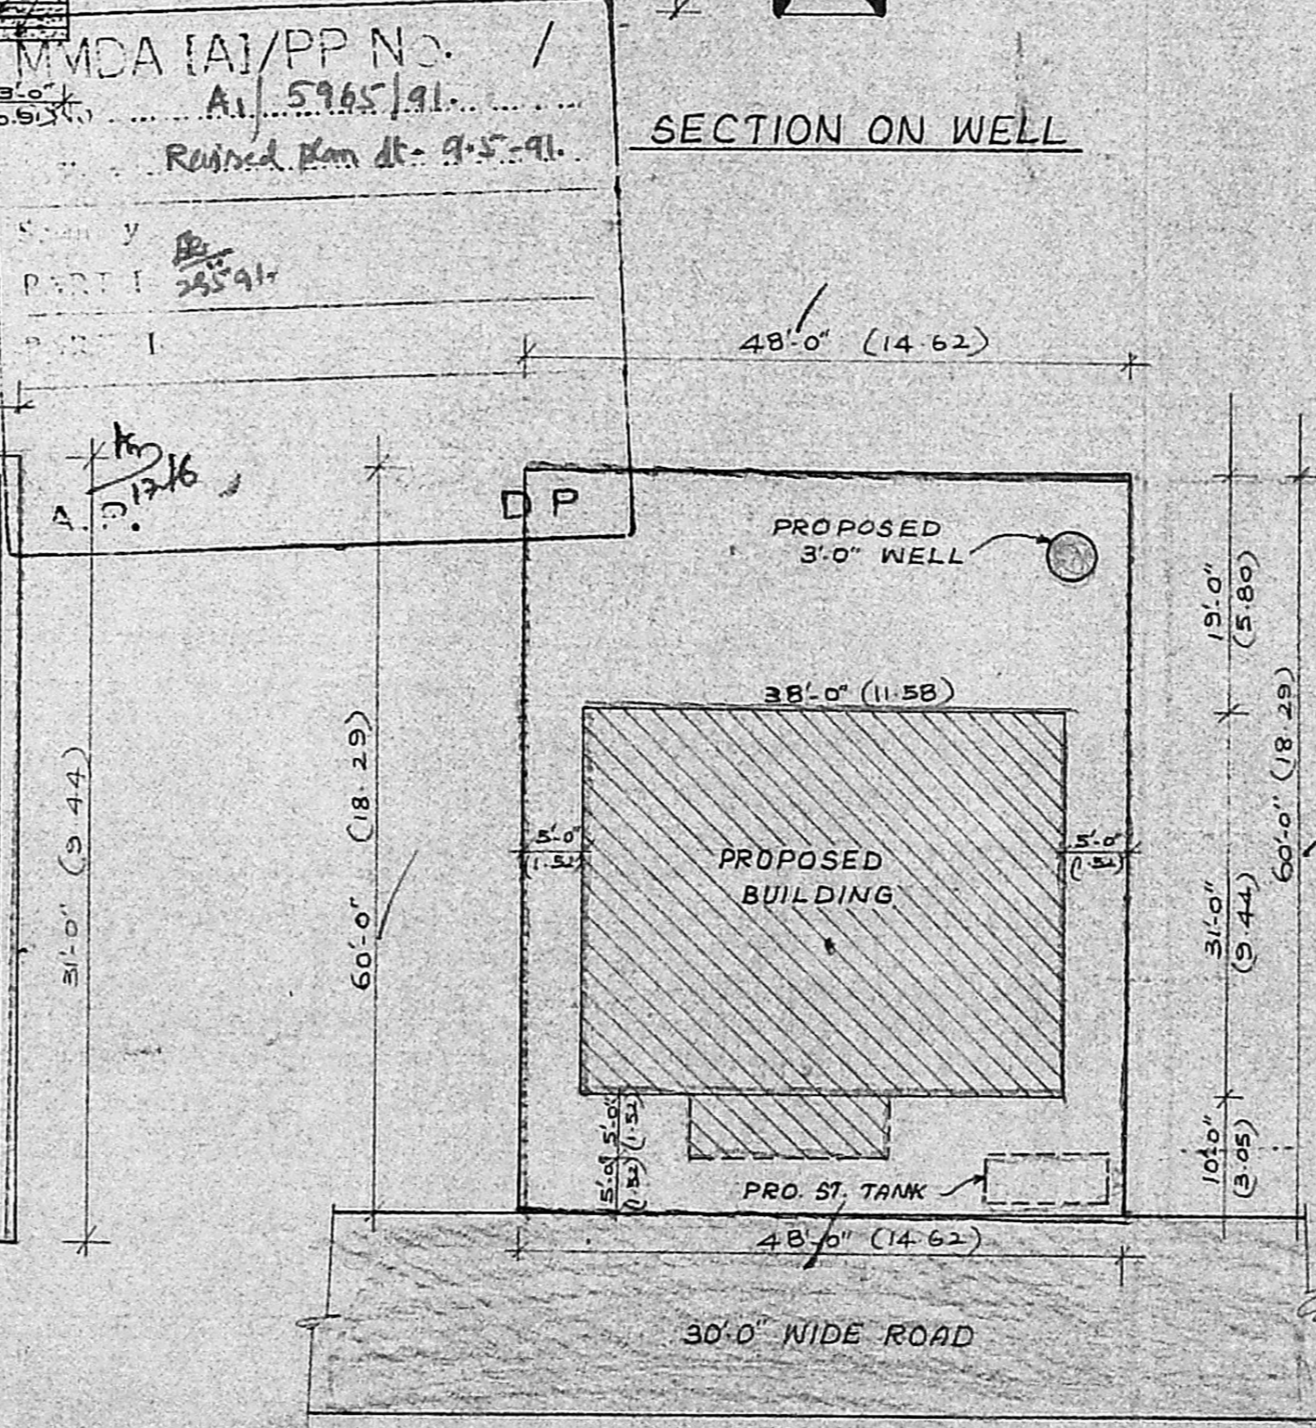 MMDA [A]/PP NO. /
A1/5965/91.
Revised plan dt- 9-5-91.
3'-0"
PART I
PART I
A. P.
D P
SECTION ON WELL
48'-0" (14.62)
PROPOSED
3'-0" WELL
19'-0"
(5.80)
38'-0" (11.58)
60'-0" (18.29)
60'-0" (18.29)
31'-0" (9.44)
5'-0"
(1.52)
PROPOSED
BUILDING
5'-0"
(1.52)
31'-0"
(9.44)
5'-0"
(1.52)
5'-0"
(1.52)
10'-0"
(3.05)
PRO. ST. TANK
48'-0" (14.62)
30'-0" WIDE ROAD